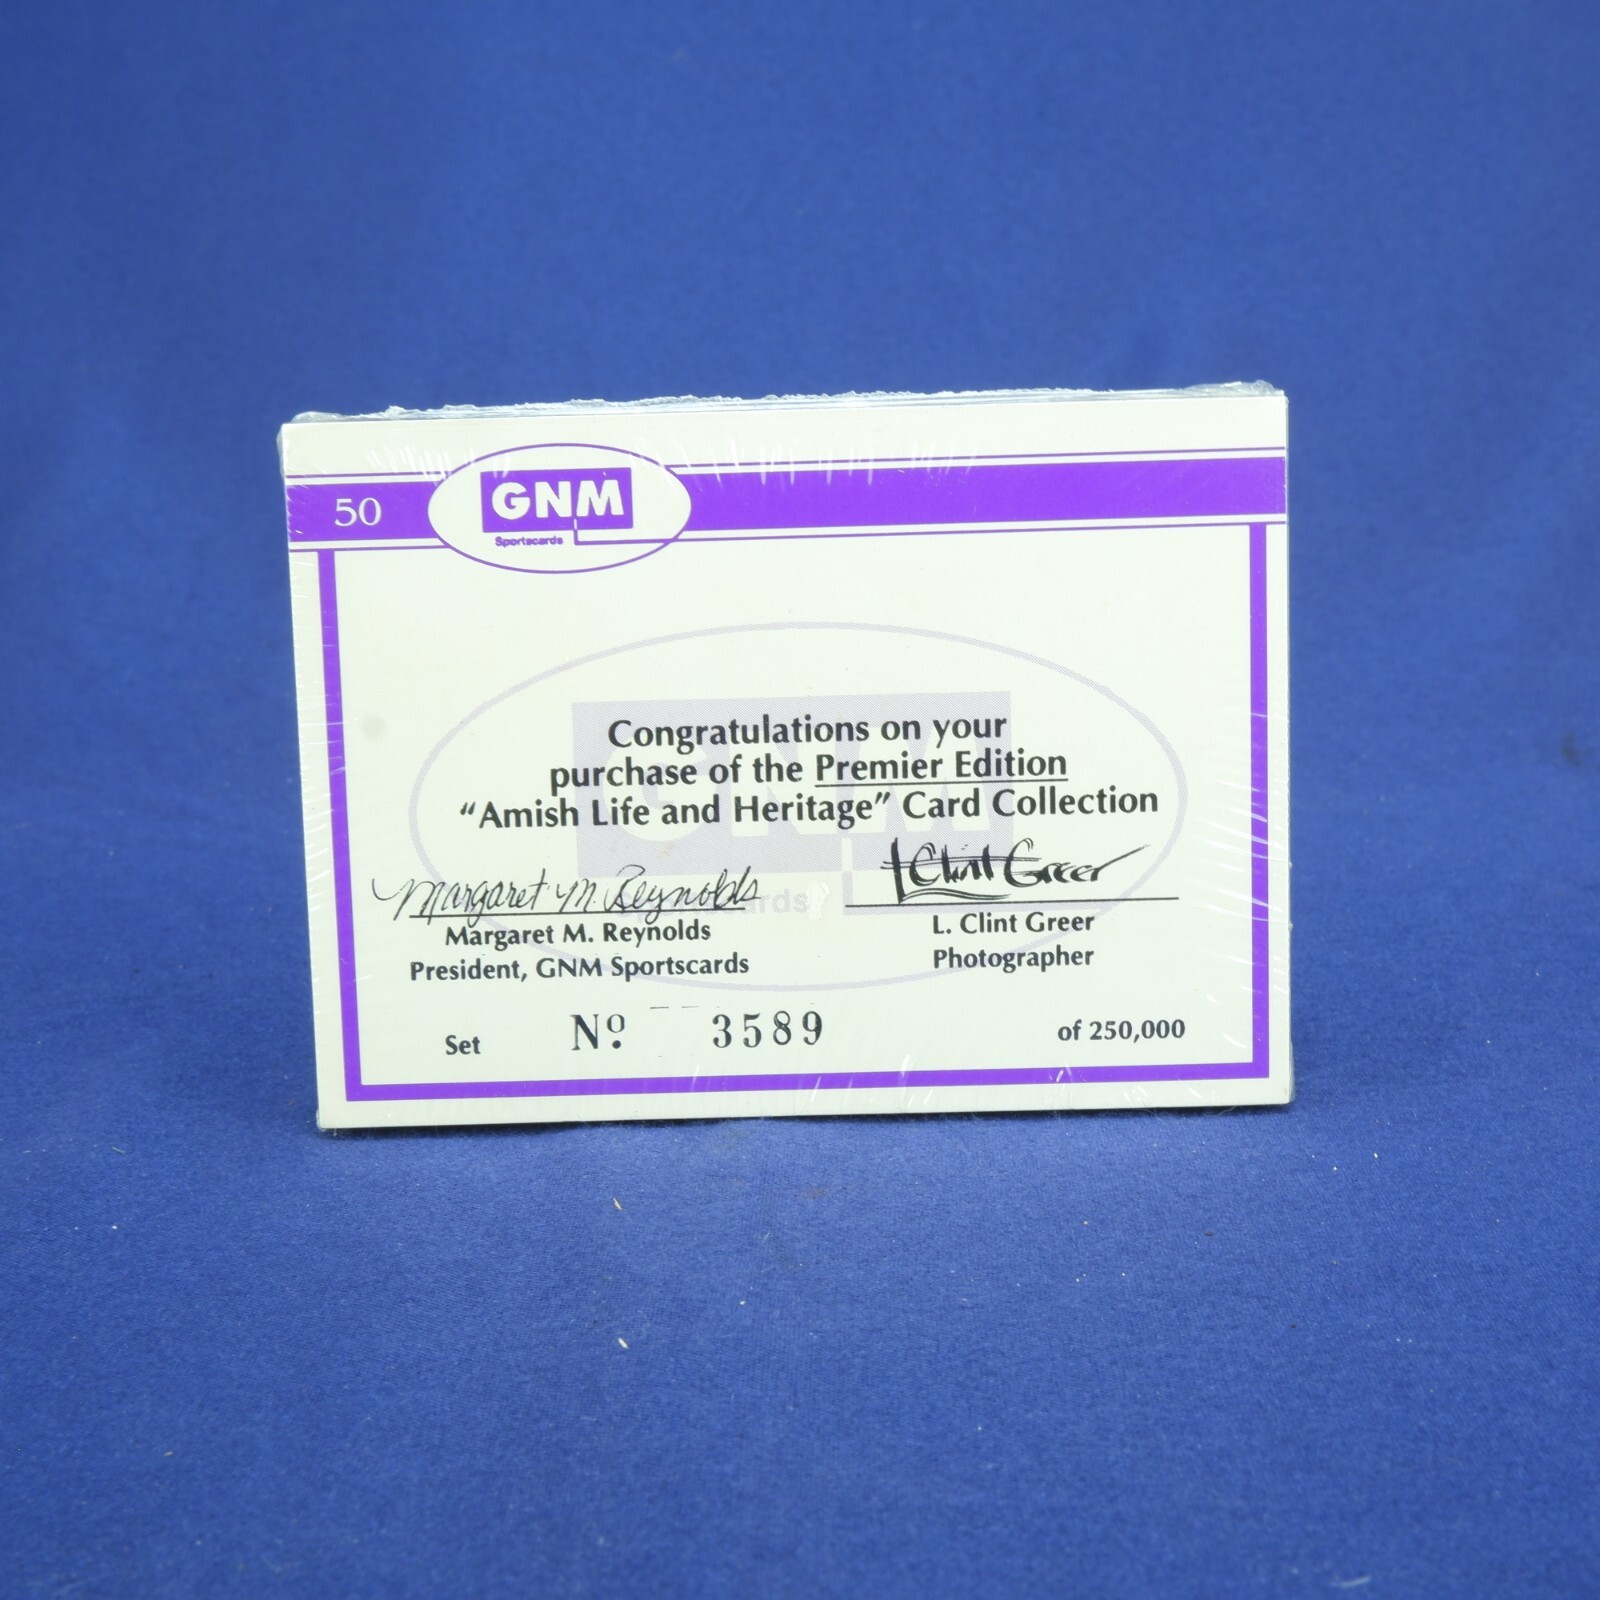 50
GNM
Sportscards
Congratulations on your
purchase of the Premier Edition
“Amish Life and Heritage” Card Collection
Margaret M. Reynolds
L Clint Greer
Margaret M. Reynolds
L. Clint Greer
President, GNM Sportscards
Photographer
Set Nº. 3589 of 250,000